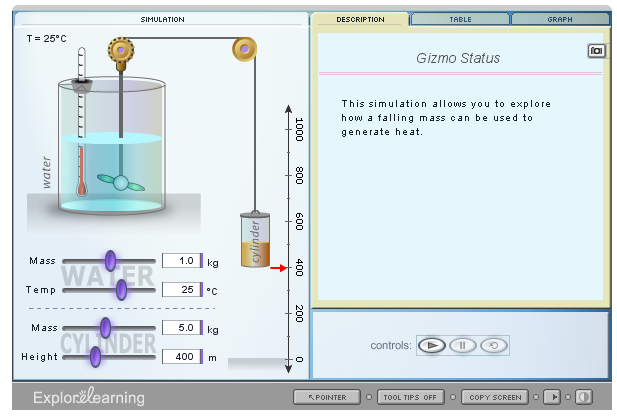 SIMULATION
DESCRIPTION
TABLE
GRAPH
T = 25°C
Gizmo Status
This simulation allows you to explore
how a falling mass can be used to
generate heat.
water
cylinder
1000
800
600
400
200
0
WATER
Mass 1.0 kg
Temp 25 °C
CYLINDER
Mass 5.0 kg
Height 400 m
controls:
ExploreLearning
POINTER
TOOL TIPS OFF
COPY SCREEN